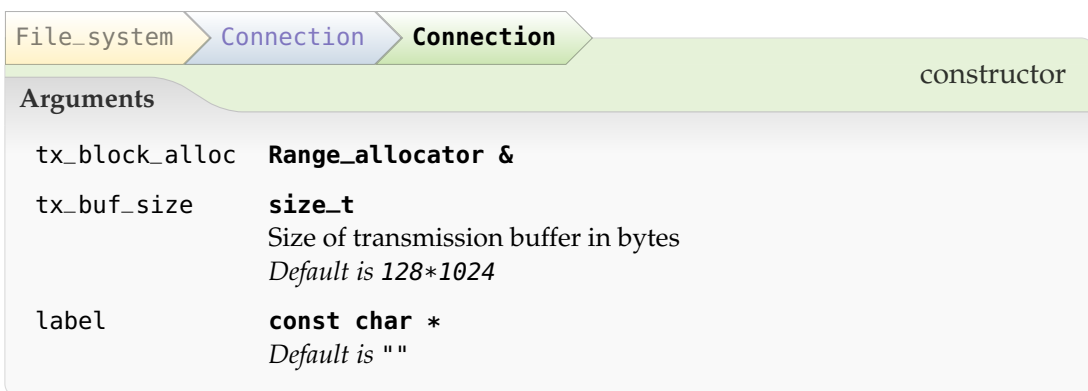 File_system Connection Connection
constructor
Arguments
tx_block_alloc Range_allocator &
tx_buf_size size_t
Size of transmission buffer in bytes
Default is 128*1024
label const char *
Default is ""